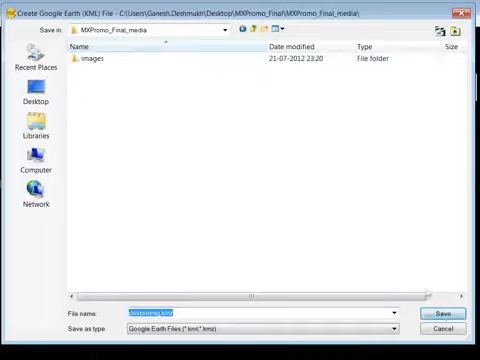 Create Google Earth (KML) File - C:\Users\Ganesh.Deshmukh\Desktop\MXPromo_Final\MXPromo_Final_media\
Save in: MXPromo_Final_media
Name Date modified Type Size
images 21-07-2012 23:20 File folder
Recent Places
Desktop
Libraries
Computer
Network
File name: Save
Save as type: Google Earth Files (*.kml;*.kmz) Cancel